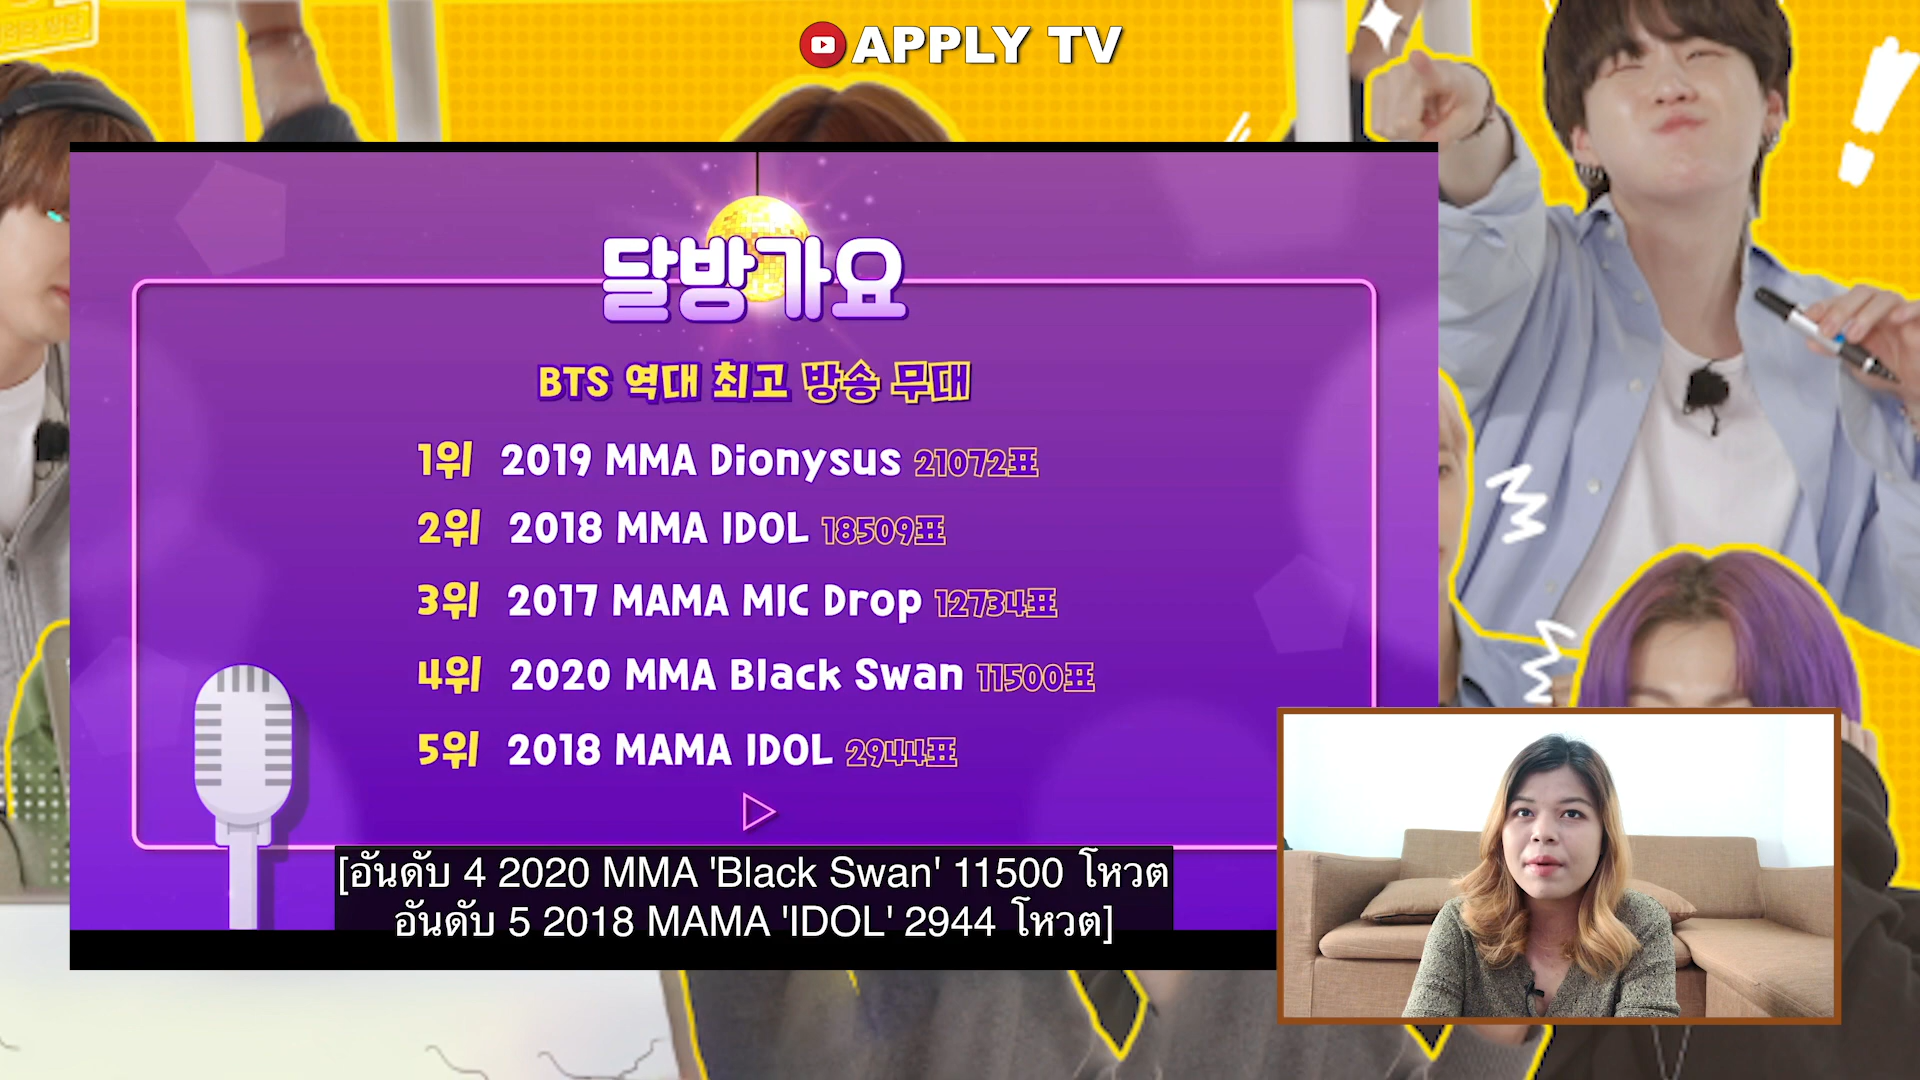 APPLY TV
달방가요
BTS 역대 최고 방송 무대
1위 2019 MMA Dionysus 21072표
2위 2018 MMA IDOL 18509표
3위 2017 MAMA MIC Drop 12734표
4위 2020 MMA Black Swan 11500표
5위 2018 MAMA IDOL 2944표
[อันดับ 4 2020 MMA 'Black Swan' 11500 โหวต
อันดับ 5 2018 MAMA 'IDOL' 2944 โหวต]